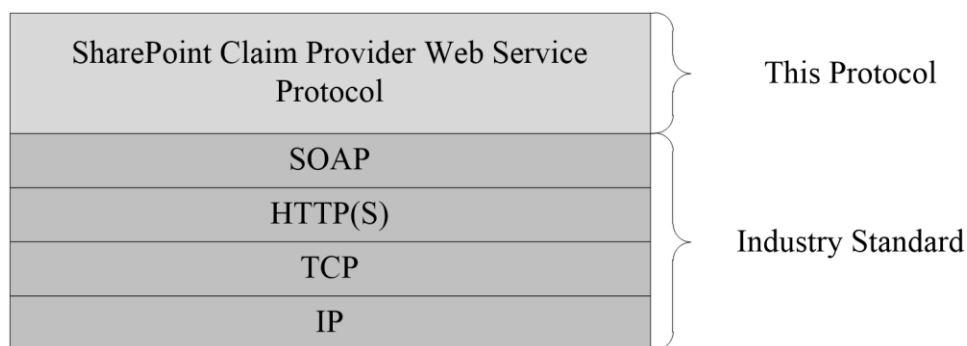 SharePoint Claim Provider Web Service
Protocol
This Protocol
SOAP
HTTP(S)
TCP
IP
Industry Standard